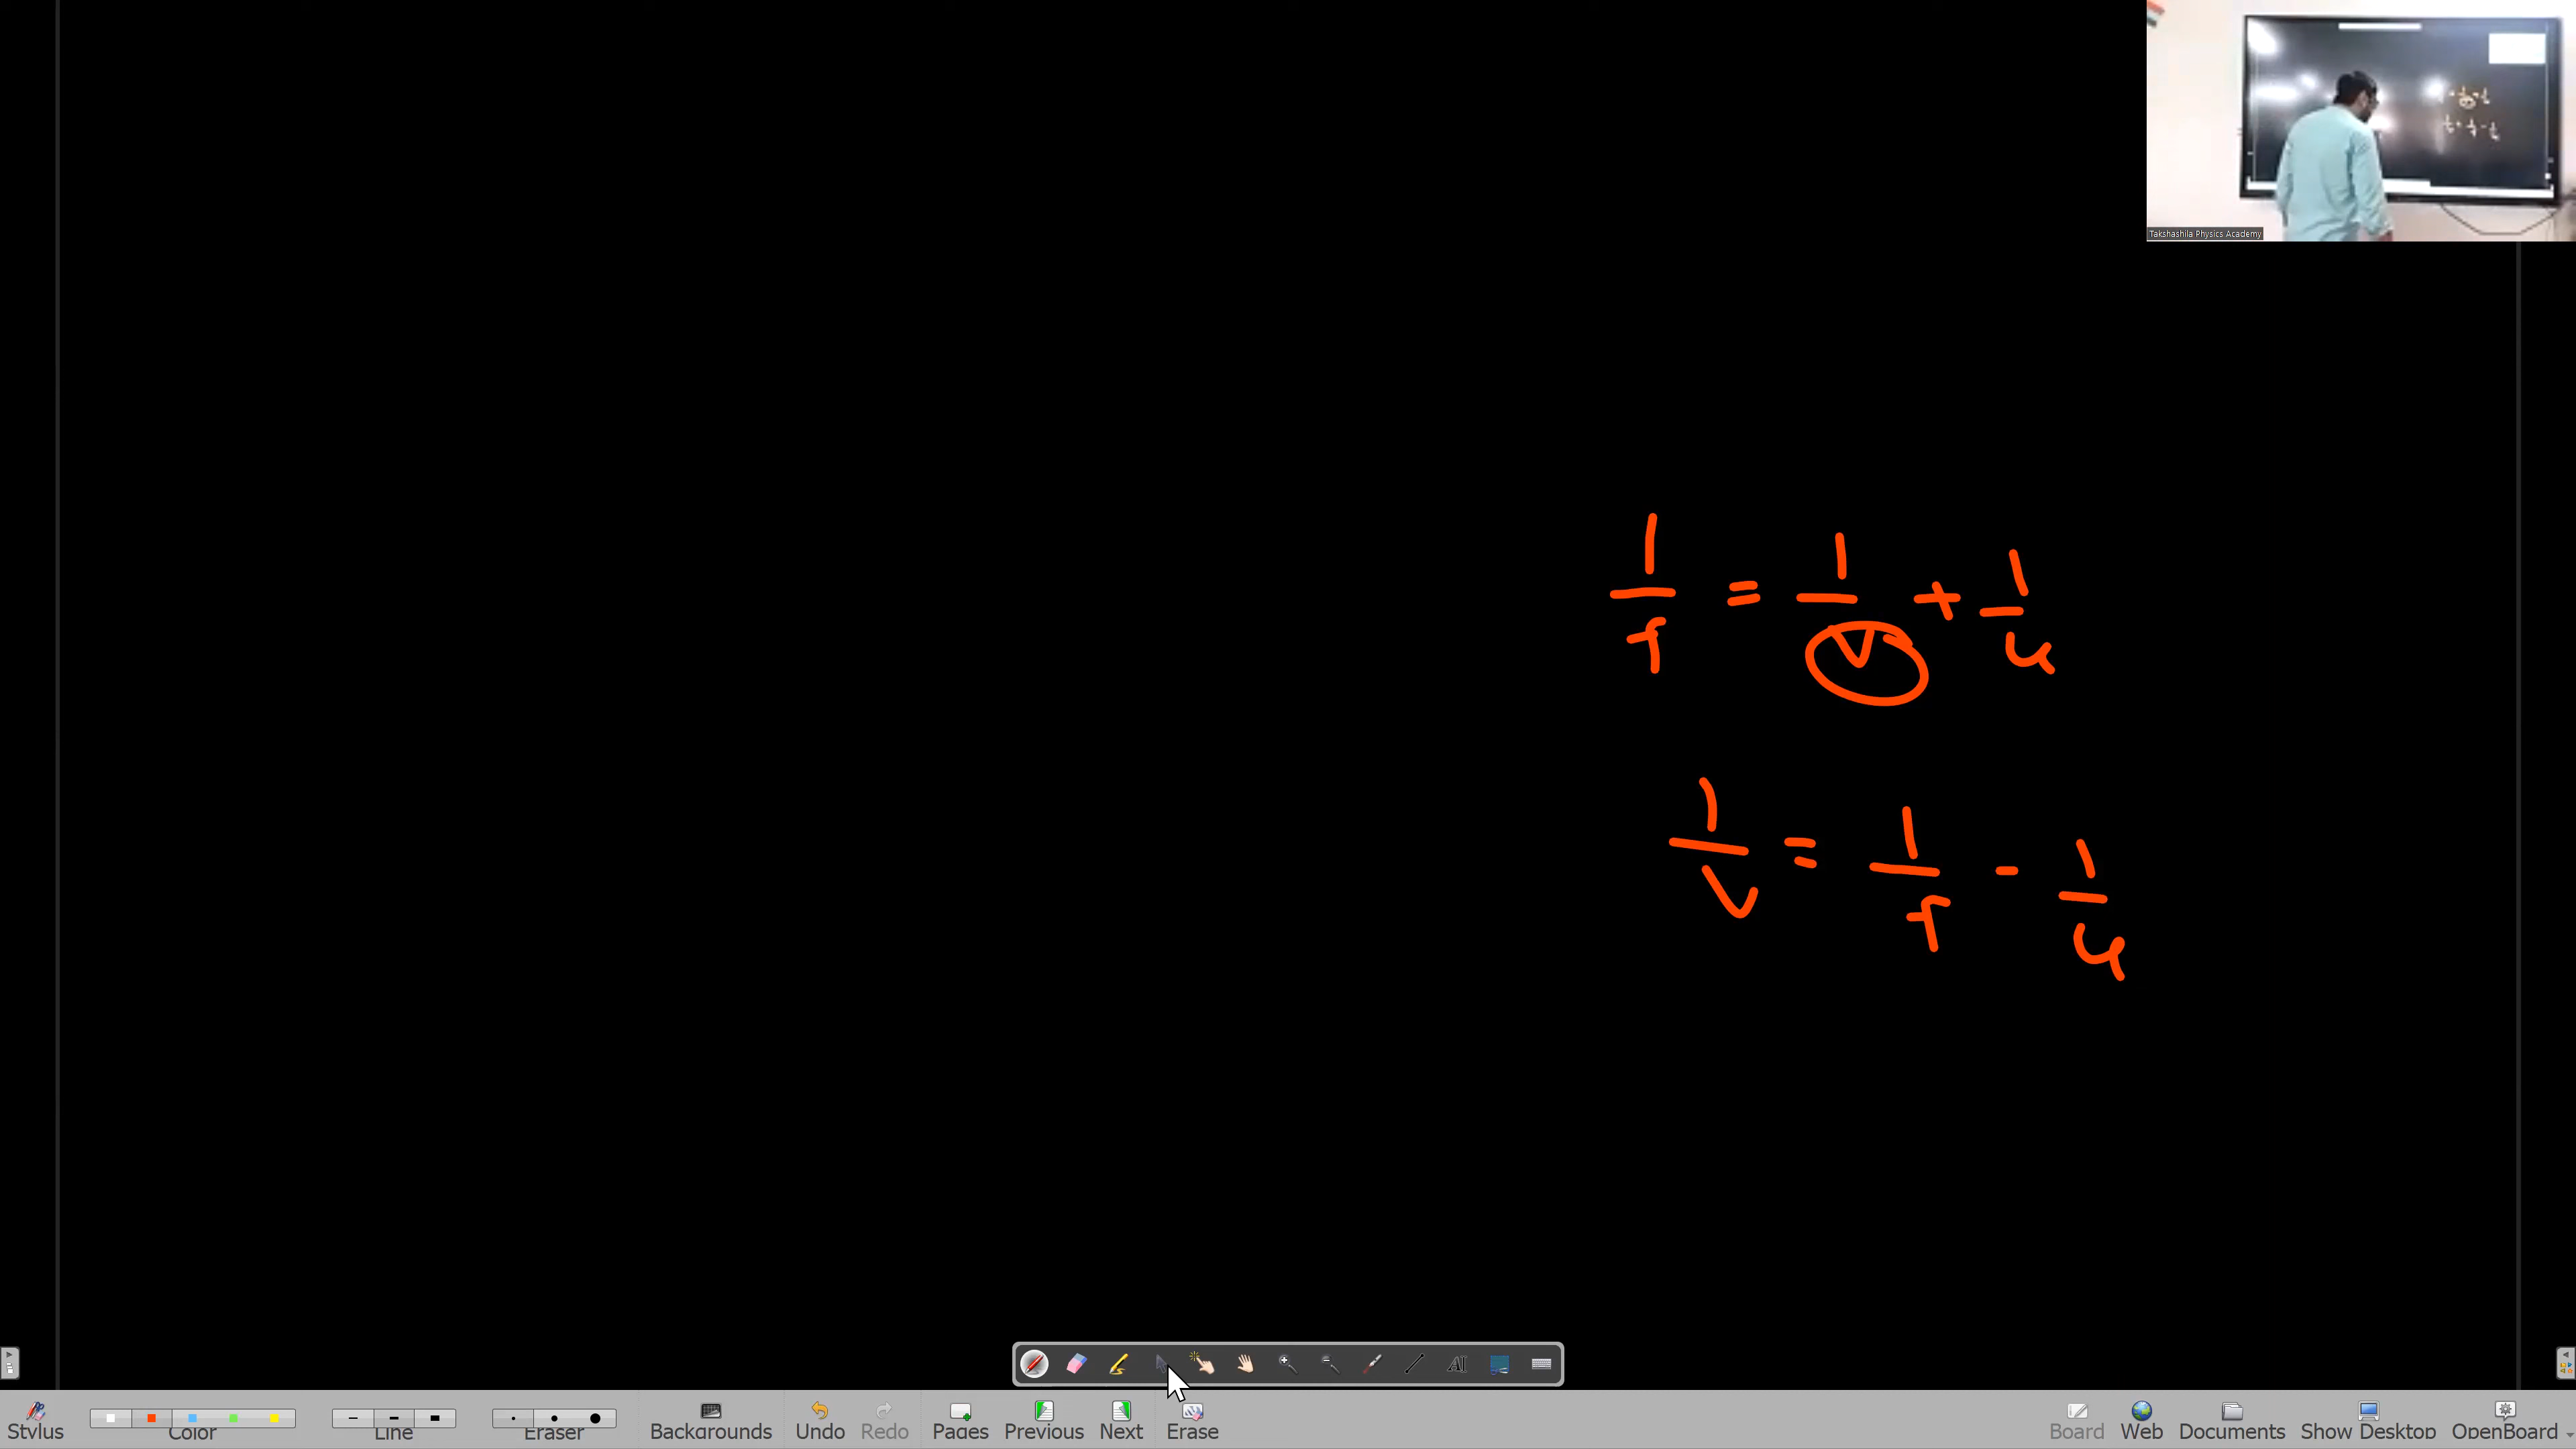 Takshashila Physics Academy
1/f = 1/v + 1/u
1/v = 1/f - 1/u
Stylus Color Line Eraser Backgrounds Undo Redo Pages Previous Next Erase Board Web Documents Show Desktop OpenBoard